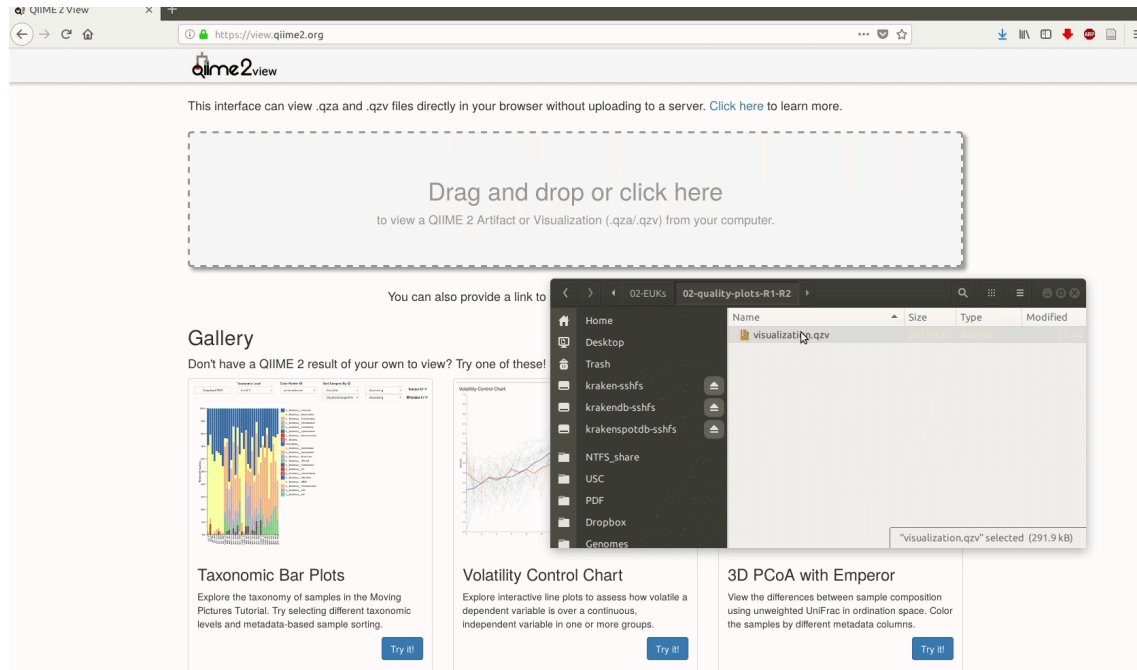 QIIME 2 View
https://view.qiime2.org
qiime2view
This interface can view .qza and .qzv files directly in your browser without uploading to a server. Click here to learn more.
Drag and drop or click here
to view a QIIME 2 Artifact or Visualization (.qza/.qzv) from your computer.
You can also provide a link to
02-EUKs 02-quality-plots-R1-R2
Name Size Type Modified
visualization.qzv
Home
Desktop
Trash
kraken-sshfs
krakendb-sshfs
krakenspotdb-sshfs
NTFS_share
USC
PDF
Dropbox
Genomes
"visualization.qzv" selected (291.9 kB)
Gallery
Don't have a QIIME 2 result of your own to view? Try one of these!
Volatility Control Chart
Taxonomic Bar Plots
Explore the taxonomy of samples in the Moving
Pictures Tutorial. Try selecting different taxonomic
levels and metadata-based sample sorting.
Try it!
Volatility Control Chart
Explore interactive line plots to assess how volatile a
dependent variable is over a continuous,
independent variable in one or more groups.
Try it!
3D PCoA with Emperor
View the differences between sample composition
using unweighted UniFrac in ordination space. Color
the samples by different metadata columns.
Try it!